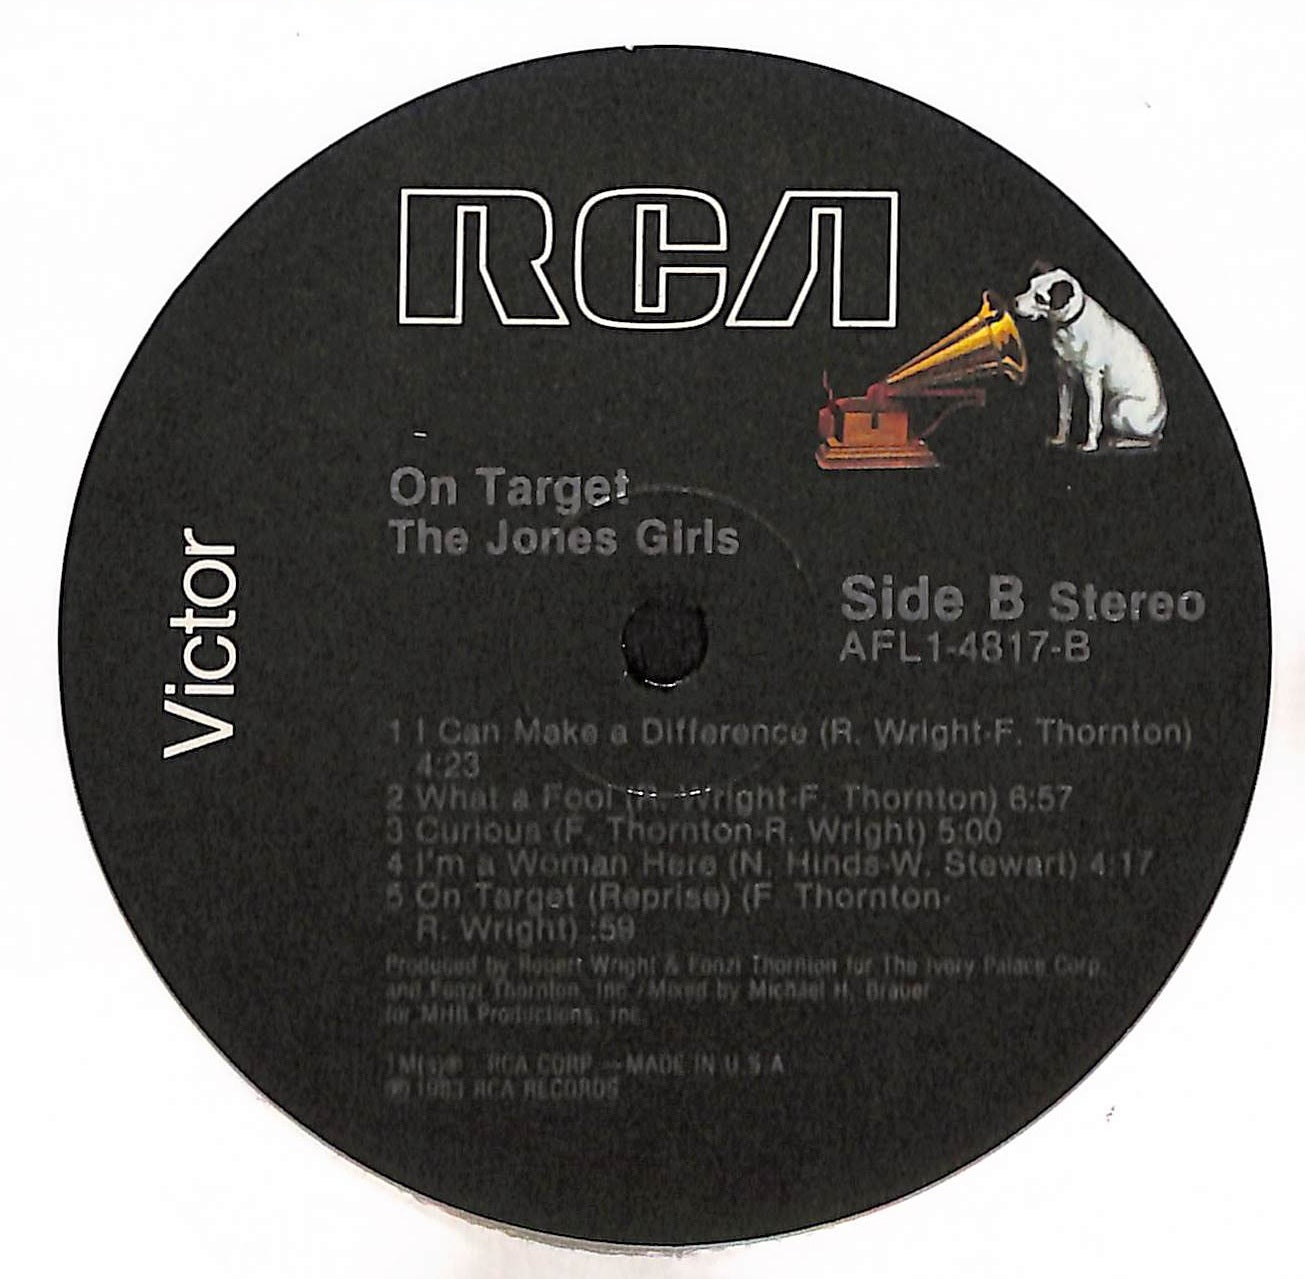 RCA
Victor
On Target
The Jones Girls
Side B Stereo
AFL1-4817-B
1 I Can Make a Difference (R. Wright-F. Thornton)
4:23
2 What a Fool (R. Wright-F. Thornton) 6:57
3 Curious (F. Thornton-R. Wright) 5:00
4 I'm a Woman Here (N. Hinds-W. Stewart) 4:17
5 On Target (Reprise) (F. Thornton-
R. Wright) :59
Produced by Robert Wright & Fonzi Thornton for The Ivory Palace Corp.
and Fonzi Thornton, Inc./Mixed by Michael H. Brauer
for MHB Productions, Inc.
TM(s)® RCA CORP.—MADE IN U.S.A.
℗ 1983 RCA RECORDS